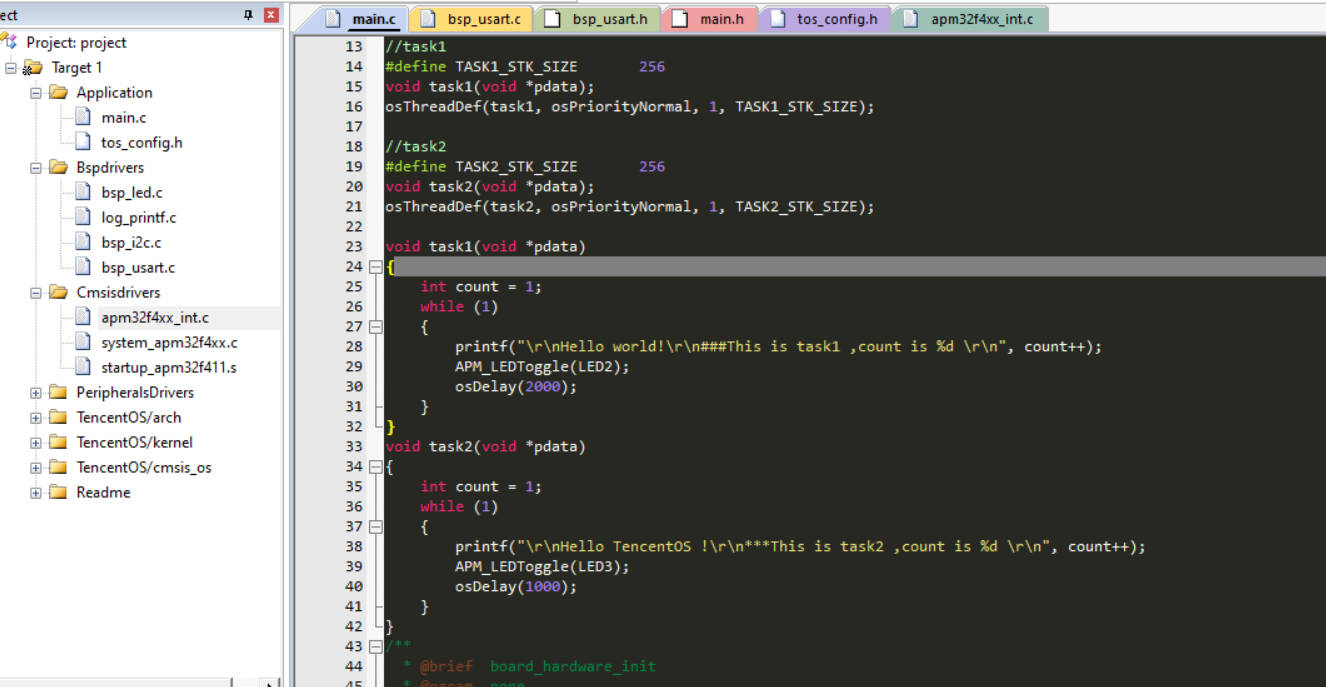 ect
Project: project
Target 1
Application
main.c
tos_config.h
Bspdrivers
bsp_led.c
log_printf.c
bsp_i2c.c
bsp_usart.c
Cmsisdrivers
apm32f4xx_int.c
system_apm32f4xx.c
startup_apm32f411.s
PeripheralsDrivers
TencentOS/arch
TencentOS/kernel
TencentOS/cmsis_os
Readme
main.c bsp_usart.c bsp_usart.h main.h tos_config.h apm32f4xx_int.c
13 //task1
14 #define TASK1_STK_SIZE 256
15 void task1(void *pdata);
16 osThreadDef(task1, osPriorityNormal, 1, TASK1_STK_SIZE);
17
18 //task2
19 #define TASK2_STK_SIZE 256
20 void task2(void *pdata);
21 osThreadDef(task2, osPriorityNormal, 1, TASK2_STK_SIZE);
22
23 void task1(void *pdata)
24 {
25 int count = 1;
26 while (1)
27 {
28 printf("\r\nHello world!\r\n###This is task1 ,count is %d \r\n", count++);
29 APM_LEDToggle(LED2);
30 osDelay(2000);
31 }
32 }
33 void task2(void *pdata)
34 {
35 int count = 1;
36 while (1)
37 {
38 printf("\r\nHello TencentOS !\r\n***This is task2 ,count is %d \r\n", count++);
39 APM_LEDToggle(LED3);
40 osDelay(1000);
41 }
42 }
43 /**
44 * @brief board_hardware_init
45 * @param none